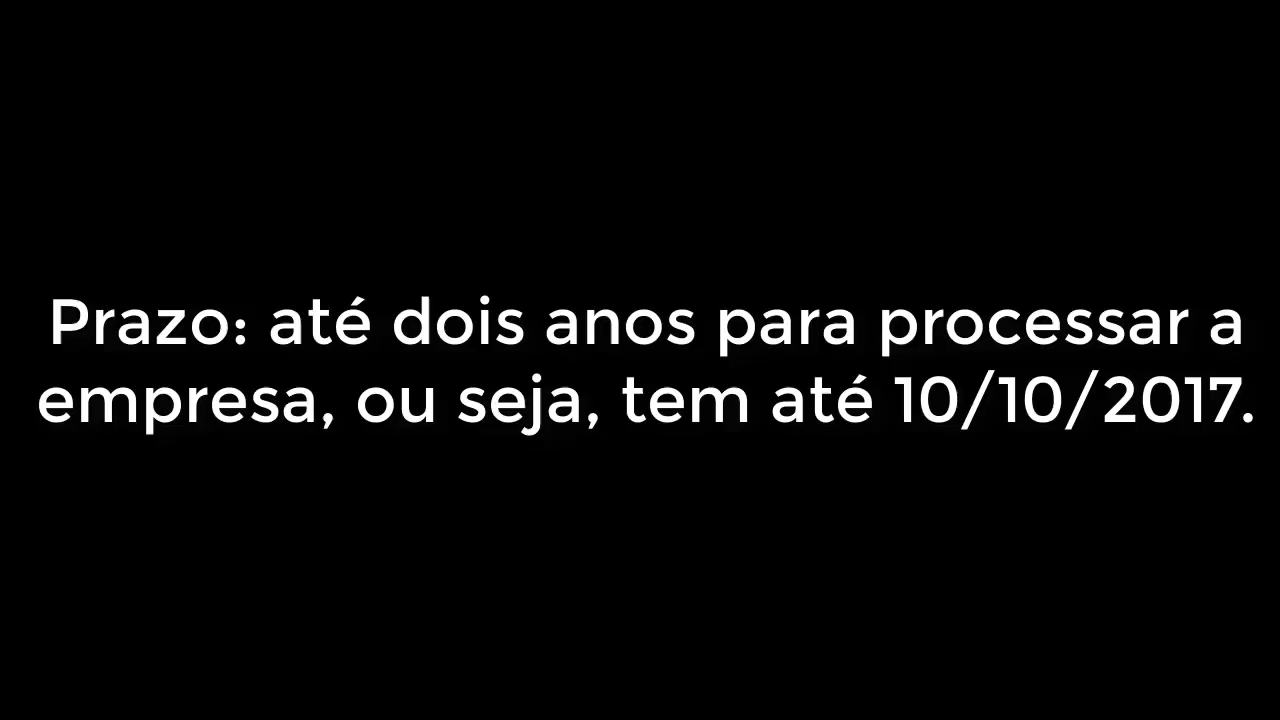 Prazo: até dois anos para processar a
empresa, ou seja, tem até 10/10/2017.